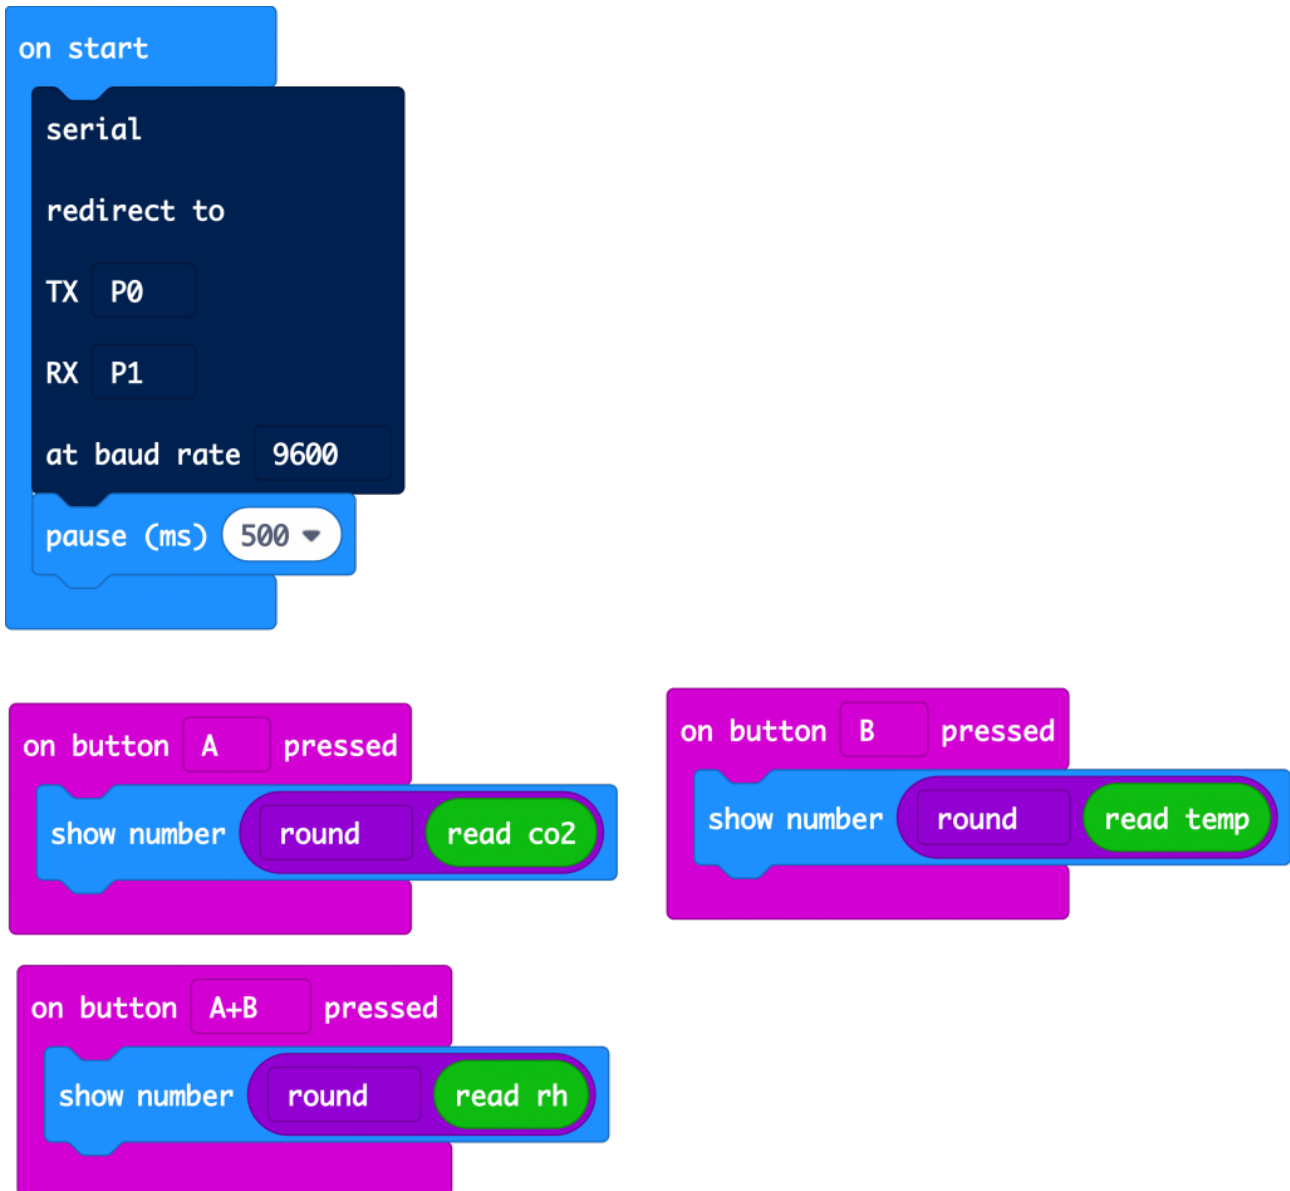 on start
serial
redirect to
TX P0
RX P1
at baud rate 9600
pause (ms) 500
on button A pressed
show number round read co2
on button B pressed
show number round read temp
on button A+B pressed
show number round read rh